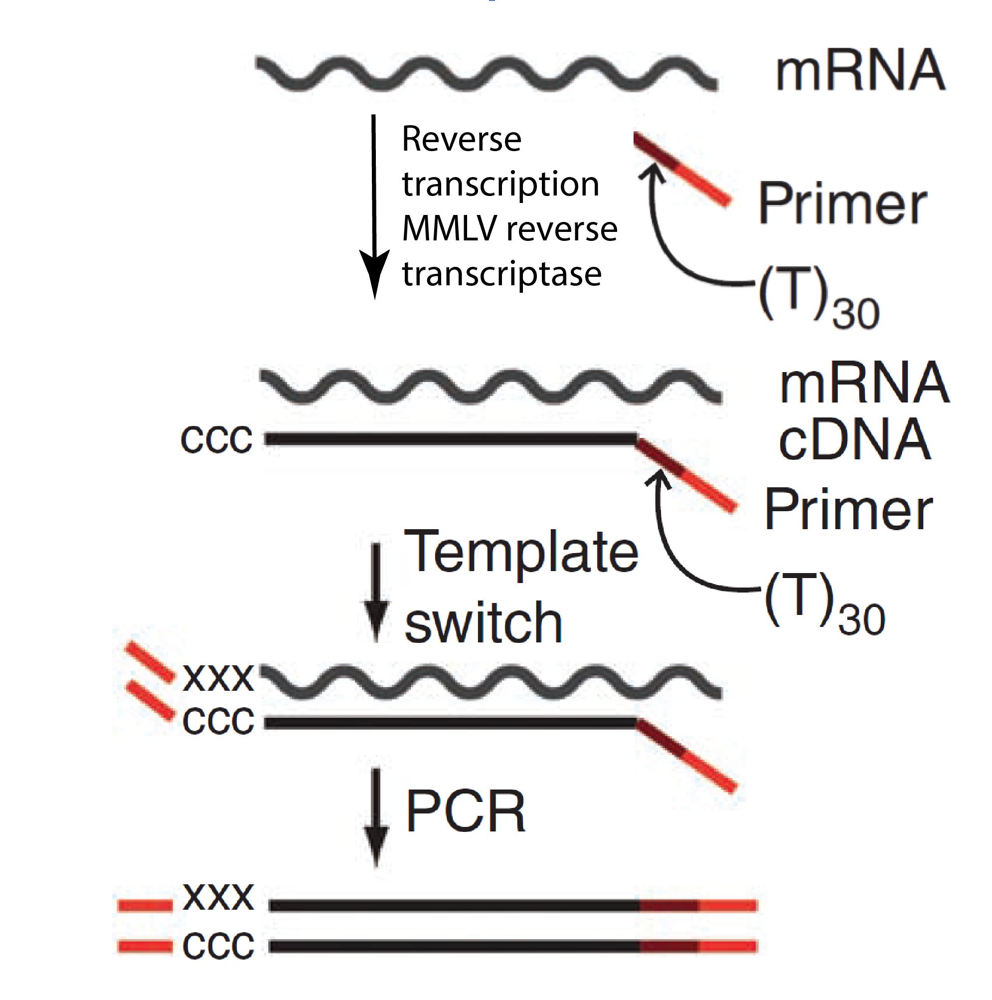 mRNA
Reverse
transcription
MMLV reverse
transcriptase
Primer
(T)30
mRNA
CCC
cDNA
Primer
Template
switch
(T)30
XXX
CCC
PCR
XXX
CCC